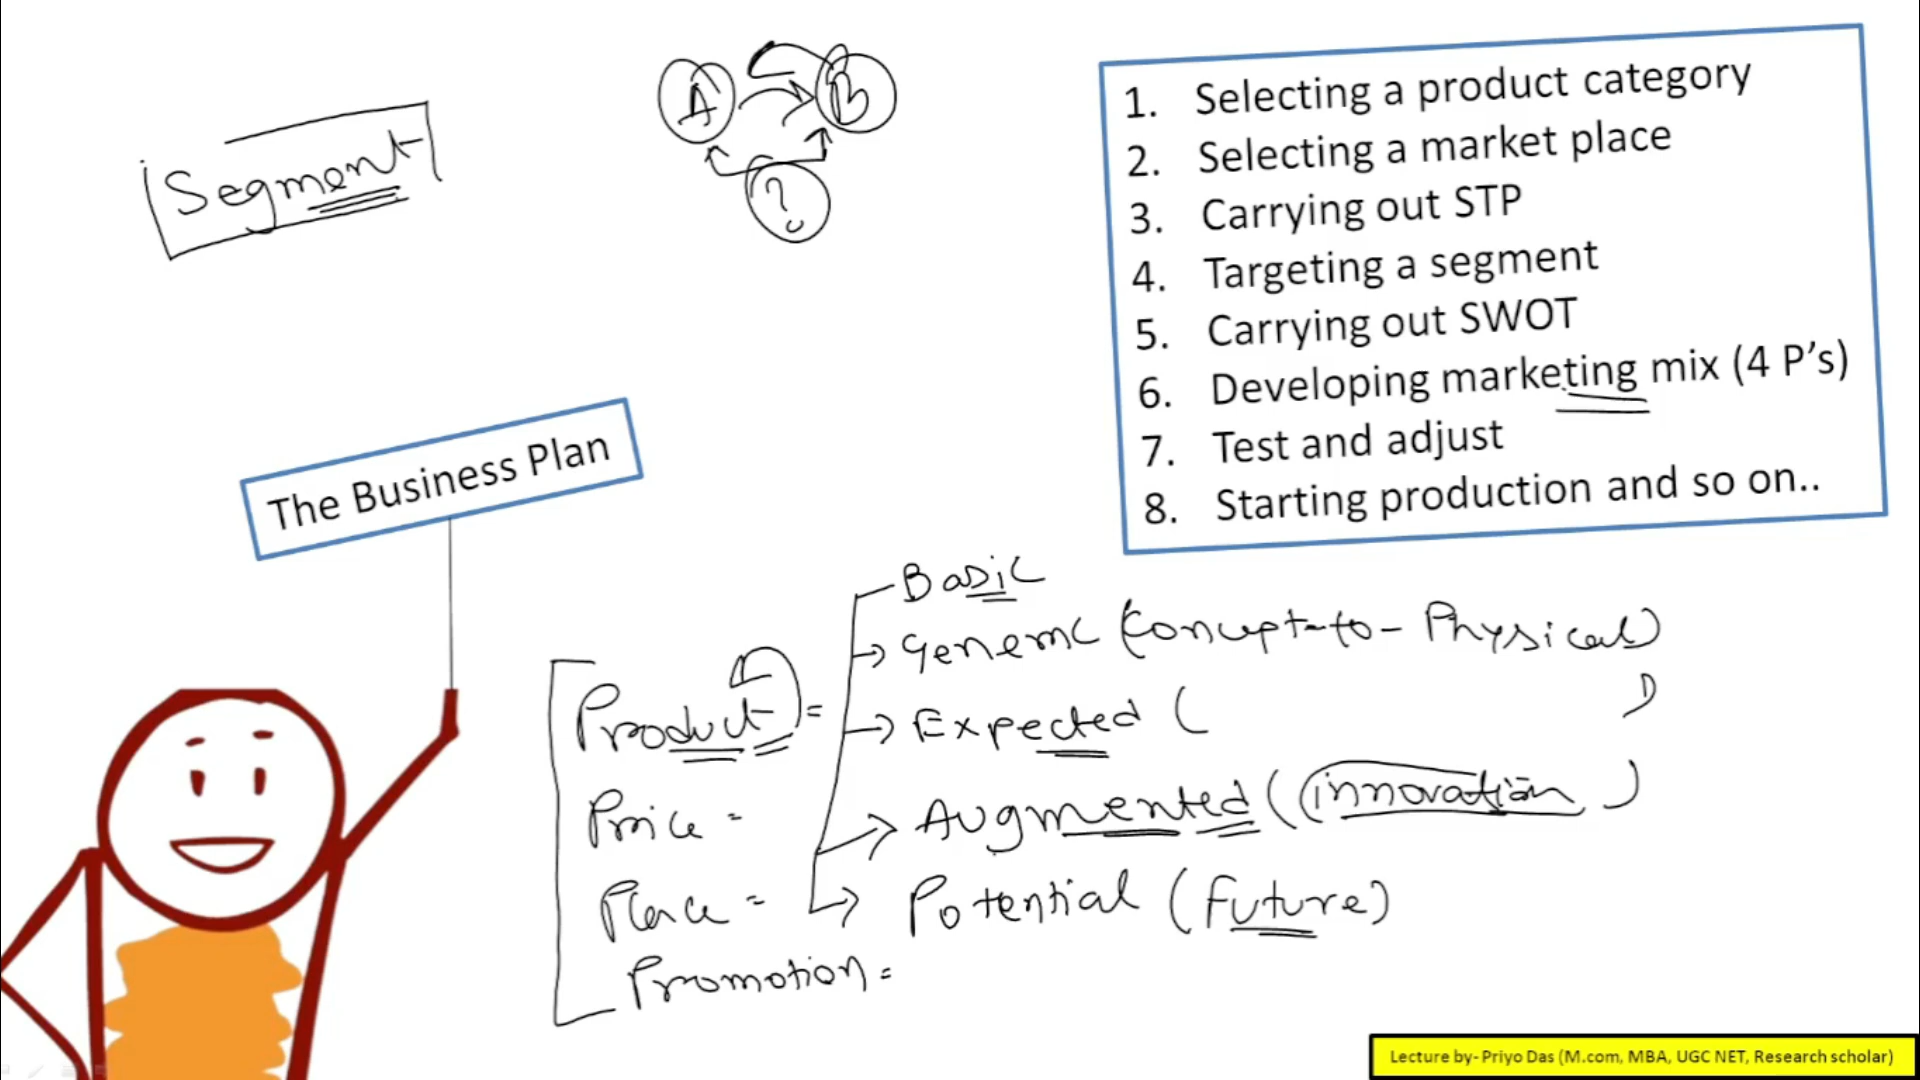 Segment
A
B
?
1. Selecting a product category
2. Selecting a market place
3. Carrying out STP
4. Targeting a segment
5. Carrying out SWOT
6. Developing marketing mix (4 P's)
7. Test and adjust
8. Starting production and so on..
The Business Plan
Basic
Generic (Concept-to-Physical)
Expected ( )
Augmented (innovation)
Potential (Future)
Product =
Price =
Place =
Promotion =
Lecture by- Priyo Das (M.com, MBA, UGC NET, Research scholar)